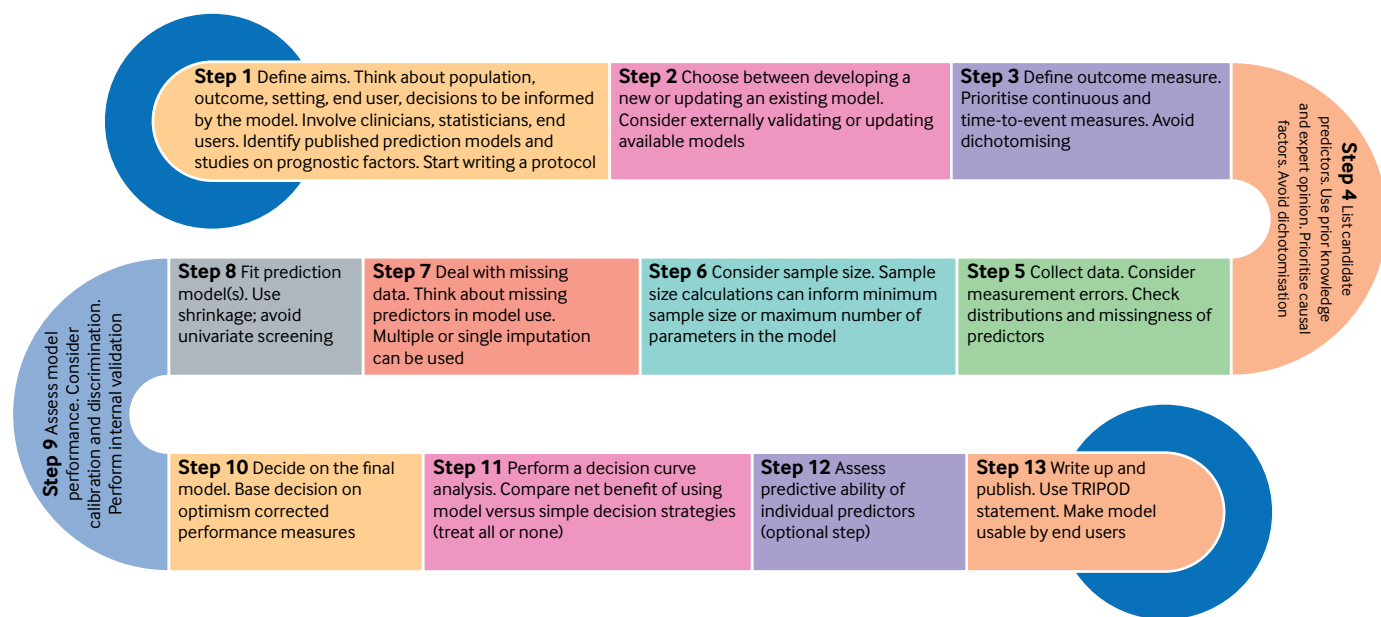 Step 1 Define aims. Think about population,
outcome, setting, end user, decisions to be informed
by the model. Involve clinicians, statisticians, end
users. Identify published prediction models and
studies on prognostic factors. Start writing a protocol
Step 2 Choose between developing a
new or updating an existing model.
Consider externally validating or updating
available models
Step 3 Define outcome measure.
Prioritise continuous and
time-to-event measures. Avoid
dichotomising
Step 4 List candidate
predictors. Use prior knowledge
and expert opinion. Prioritise causal
factors. Avoid dichotomisation
Step 5 Collect data. Consider
measurement errors. Check
distributions and missingness of
predictors
Step 6 Consider sample size. Sample
size calculations can inform minimum
sample size or maximum number of
parameters in the model
Step 7 Deal with missing
data. Think about missing
predictors in model use.
Multiple or single imputation
can be used
Step 8 Fit prediction
model(s). Use
shrinkage; avoid
univariate screening
Step 9 Assess model
performance. Consider
calibration and discrimination.
Perform internal validation
Step 10 Decide on the final
model. Base decision on
optimism corrected
performance measures
Step 11 Perform a decision curve
analysis. Compare net benefit of using
model versus simple decision strategies
(treat all or none)
Step 12 Assess
predictive ability of
individual predictors
(optional step)
Step 13 Write up and
publish. Use TRIPOD
statement. Make model
usable by end users